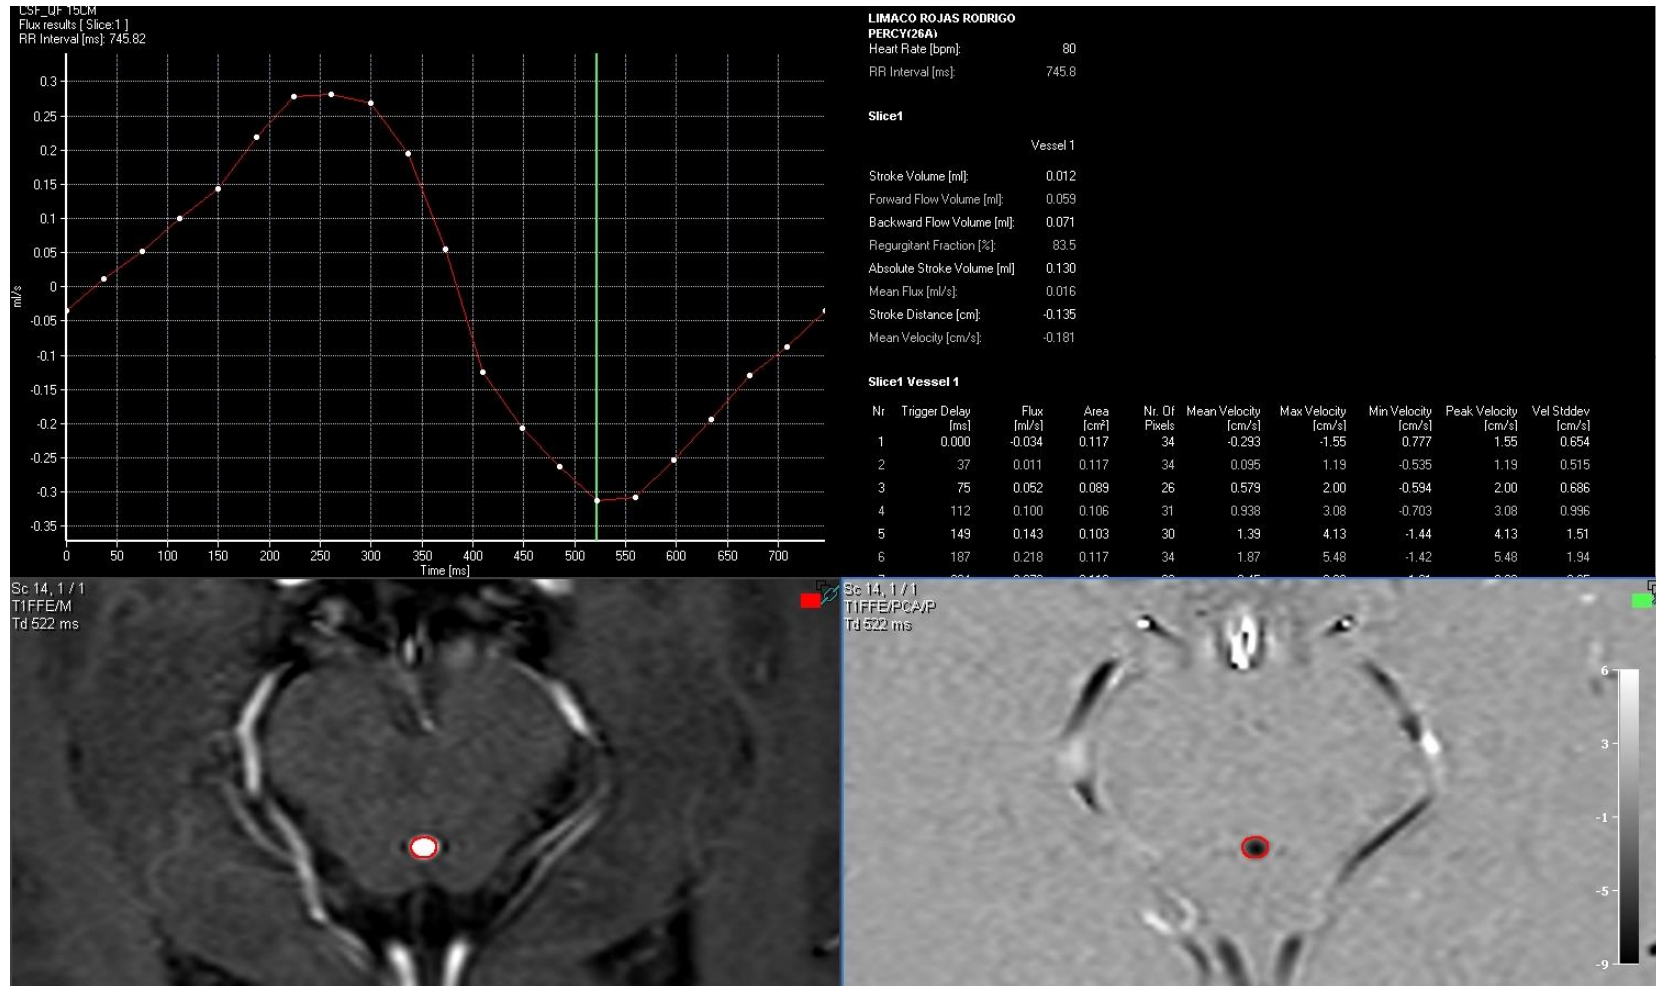 CSF_QF 15CM
Flux results [ Slice:1 ]
RR Interval [ms]: 745.82
0.3
0.25
0.2
0.15
0.1
0.05
0
-0.05
-0.1
-0.15
-0.2
-0.25
-0.3
-0.35
ml/s
0 50 100 150 200 250 300 350 400 450 500 550 600 650 700
Time [ms]
LIMACO ROJAS RODRIGO
PERCY(26A)
Heart Rate [bpm]: 80
RR Interval [ms]: 745.8
Slice1
Vessel 1
Stroke Volume [ml]: 0.012
Forward Flow Volume [ml]: 0.059
Backward Flow Volume [ml]: 0.071
Regurgitant Fraction [%]: 83.5
Absolute Stroke Volume [ml] 0.130
Mean Flux [ml/s]: 0.016
Stroke Distance [cm]: -0.135
Mean Velocity [cm/s]: -0.181
Slice1 Vessel 1
Nr Trigger Delay Flux Area Nr. Of Mean Velocity Max Velocity Min Velocity Peak Velocity Vel Stddev
[ms] [ml/s] [cm²] Pixels [cm/s] [cm/s] [cm/s] [cm/s] [cm/s]
1 0.000 -0.034 0.117 34 -0.293 -1.55 0.777 1.55 0.654
2 37 0.011 0.117 34 0.095 1.19 -0.535 1.19 0.515
3 75 0.052 0.089 26 0.579 2.00 -0.594 2.00 0.686
4 112 0.100 0.106 31 0.938 3.08 -0.703 3.08 0.996
5 149 0.143 0.103 30 1.39 4.13 -1.44 4.13 1.51
6 187 0.218 0.117 34 1.87 5.48 -1.42 5.48 1.94
Sc 14, 1 / 1
T1FFE/M
Td 522 ms
Sc 14, 1 / 1
T1FFE/PCA/P
Td 522 ms
6
3
-1
-5
-9